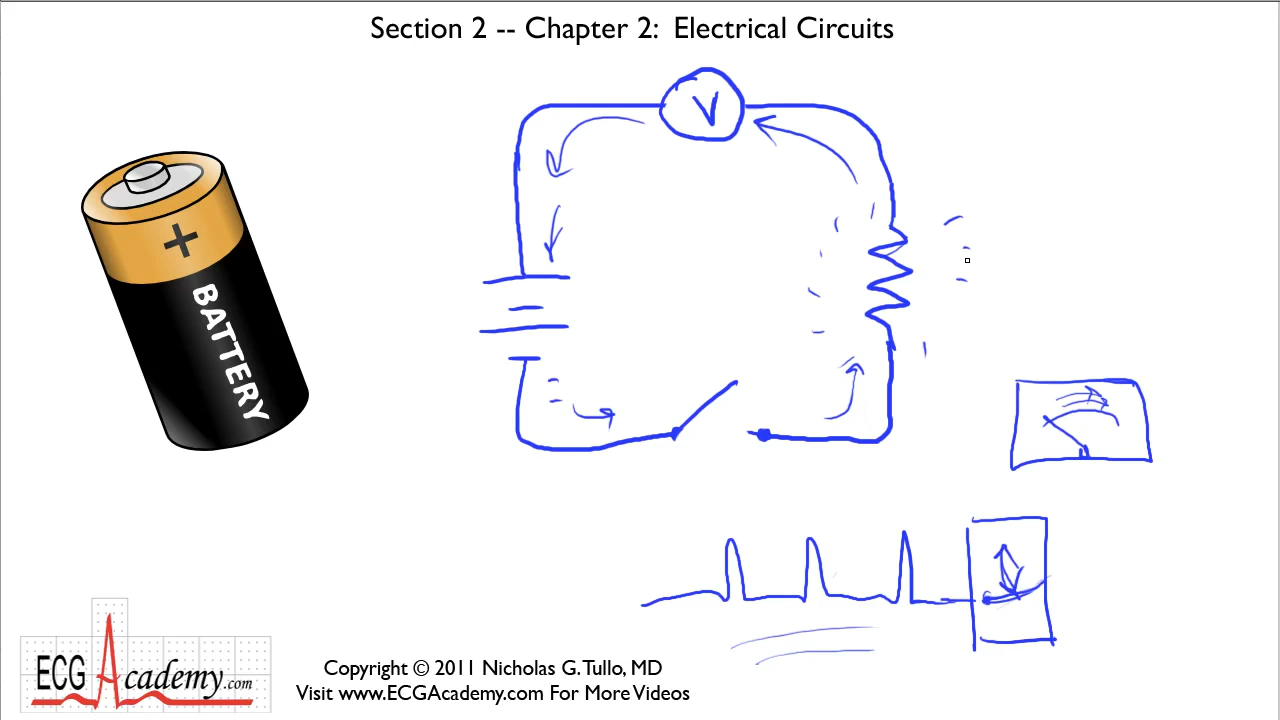 Section 2 -- Chapter 2: Electrical Circuits
V
+
BATTERY
ECG Academy.com
Copyright © 2011 Nicholas G. Tullo, MD
Visit www.ECGAcademy.com For More Videos